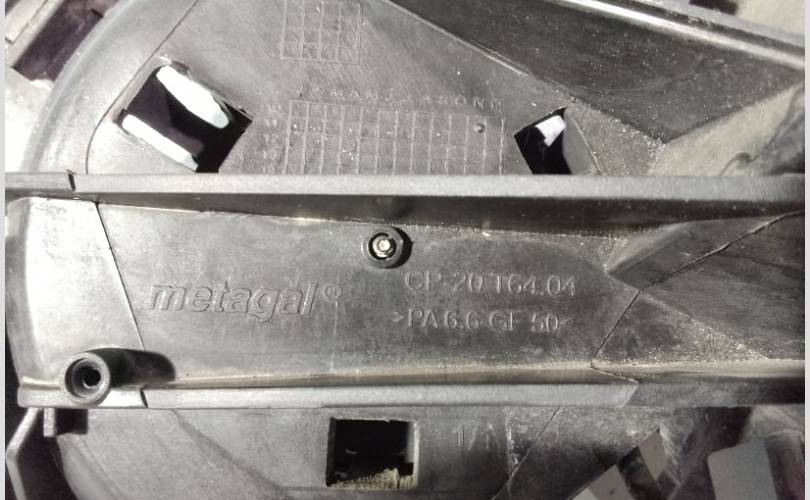 J F M A M J J A S O N D
metagal®
CP-20.T64.04
>PA 6.6-GF 50<
1/1